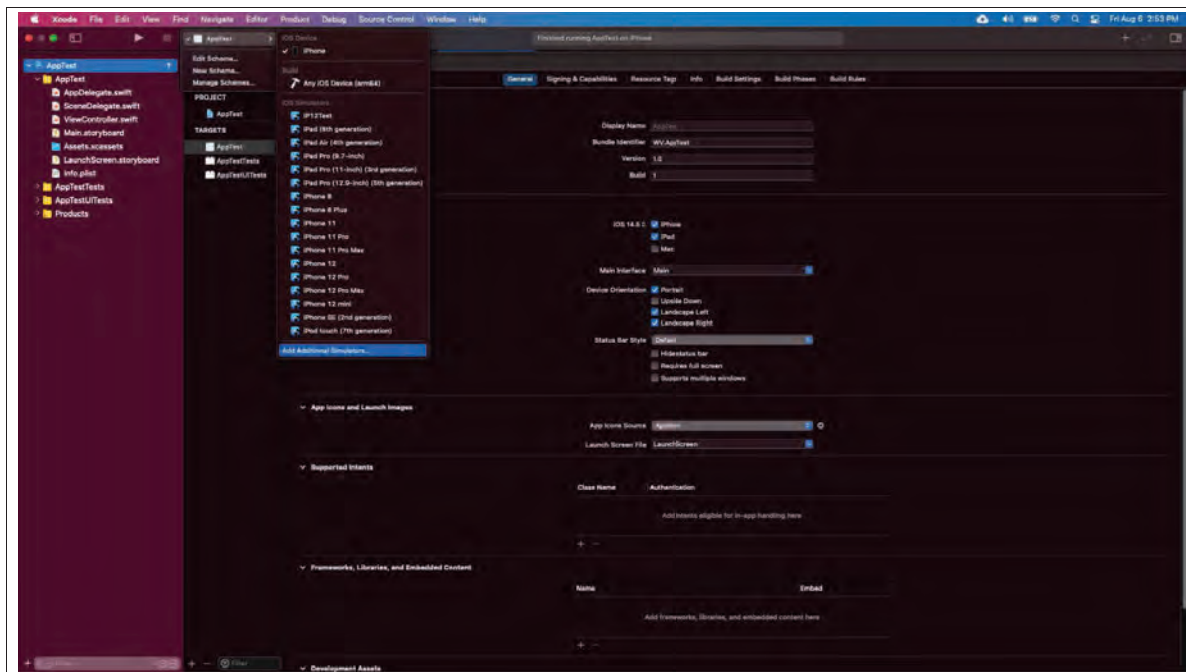 Xcode File Edit View Find Navigate Editor Product Debug Source Control Window Help Fri Aug 6 2:53 PM
AppTest iOS Device Finished running AppTest on iPhone
iPhone
Edit Scheme...
New Scheme...
Manage Schemes...
Build
Any iOS Device (arm64)
iOS Simulators
iP12Test
iPad (8th generation)
iPad Air (4th generation)
iPad Pro (9.7-inch)
iPad Pro (11-inch) (3rd generation)
iPad Pro (12.9-inch) (5th generation)
iPhone 8
iPhone 8 Plus
iPhone 11
iPhone 11 Pro
iPhone 11 Pro Max
iPhone 12
iPhone 12 Pro
iPhone 12 Pro Max
iPhone 12 mini
iPhone SE (2nd generation)
iPod touch (7th generation)
Add Additional Simulators...
AppTest
AppTest
AppDelegate.swift
SceneDelegate.swift
ViewController.swift
Main.storyboard
Assets.xcassets
LaunchScreen.storyboard
Info.plist
AppTestTests
AppTestUITests
Products
PROJECT
AppTest
TARGETS
AppTest
AppTestTests
AppTestUITests
General Signing & Capabilities Resource Tags Info Build Settings Build Phases Build Rules
Display Name AppTest
Bundle Identifier WV.AppTest
Version 1.0
Build 1
iOS 14.5 iPhone
iPad
Mac
Main Interface Main
Device Orientation Portrait
Upside Down
Landscape Left
Landscape Right
Status Bar Style Default
Hide status bar
Requires full screen
Supports multiple windows
App Icons and Launch Images
App Icons Source AppIcon
Launch Screen File LaunchScreen
Supported Intents
Class Name Authentication
Add intents eligible for in-app handling here
Frameworks, Libraries, and Embedded Content
Name Embed
Add frameworks, libraries, and embedded content here
Filter
Development Assets